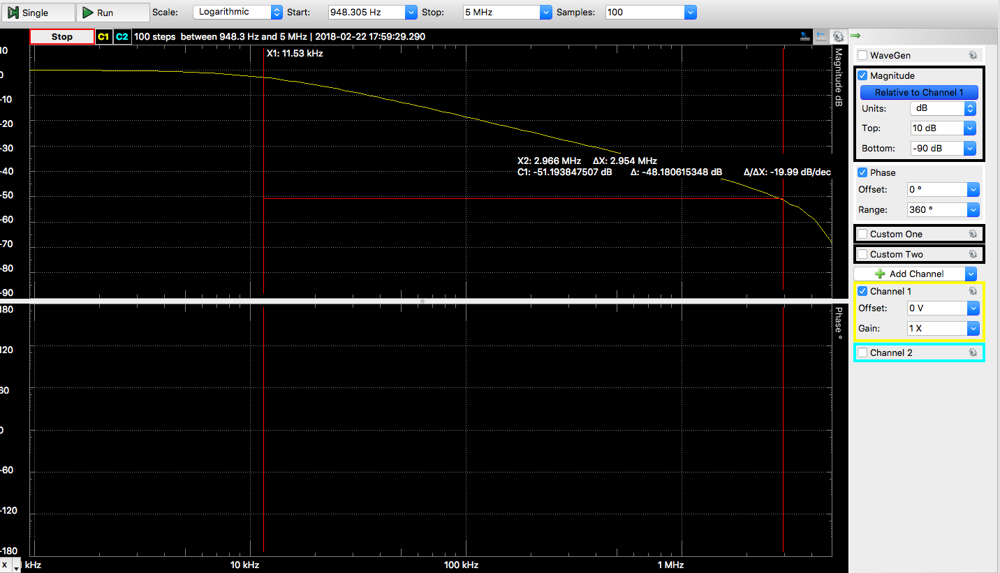 Single Run Scale: Logarithmic Start: 948.305 Hz Stop: 5 MHz Samples: 100
Stop C1 C2 100 steps between 948.3 Hz and 5 MHz | 2018-02-22 17:59:29.290
X1: 11.53 kHz
Magnitude dB
10
0
-10
-20
-30
-40
-50
-60
-70
-80
-90
X2: 2.966 MHz ΔX: 2.954 MHz
C1: -51.193847507 dB Δ: -48.180615348 dB Δ/ΔX: -19.99 dB/dec
Phase °
180
120
60
0
-60
-120
-180
X kHz 10 kHz 100 kHz 1 MHz
WaveGen
Magnitude
Relative to Channel 1
Units: dB
Top: 10 dB
Bottom: -90 dB
Phase
Offset: 0 °
Range: 360 °
Custom One
Custom Two
Add Channel
Channel 1
Offset: 0 V
Gain: 1 X
Channel 2